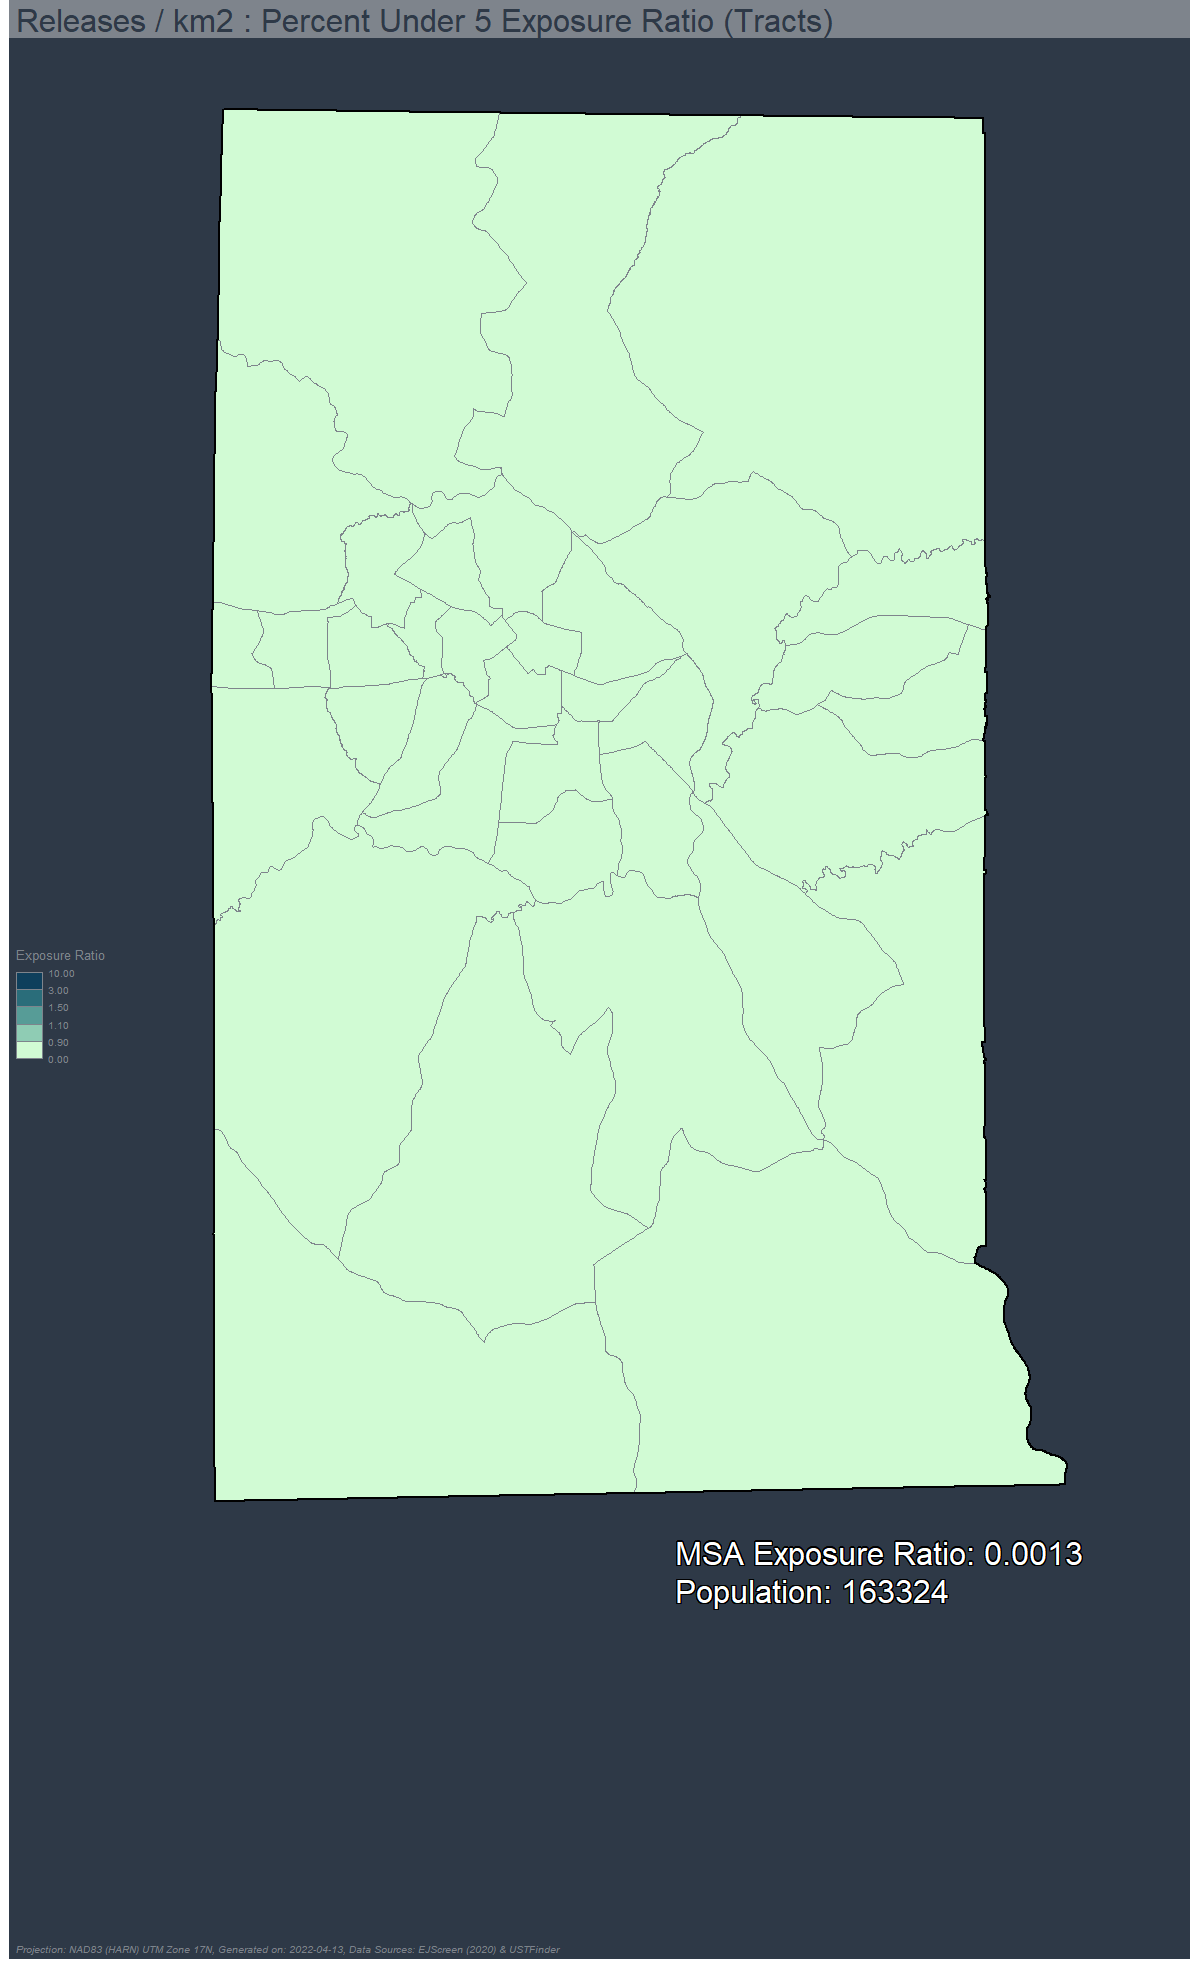 Releases / km2 : Percent Under 5 Exposure Ratio (Tracts)
Exposure Ratio
10.00
3.00
1.50
1.10
0.90
0.00
MSA Exposure Ratio: 0.0013
Population: 163324
Projection: NAD83 (HARN) UTM Zone 17N, Generated on: 2022-04-13, Data Sources: EJScreen (2020) & USTFinder